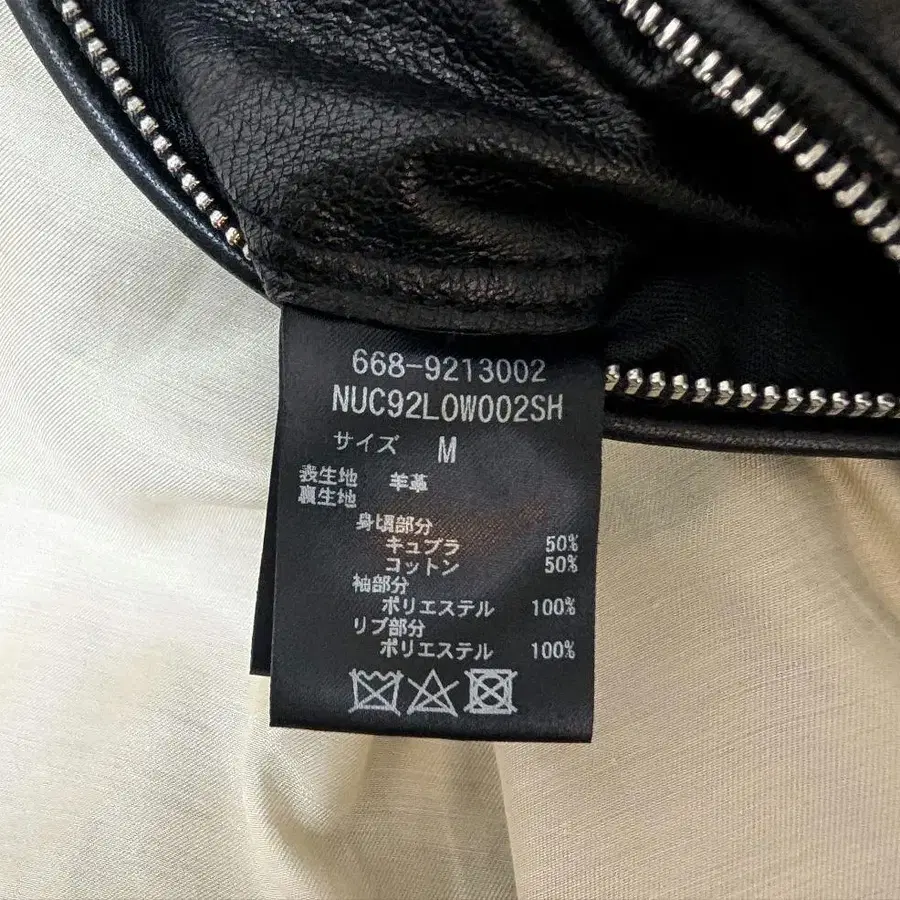 668-9213002
NUC92LOW002SH
サイズ M
表生地 羊革
裏生地
身頃部分
キュプラ 50%
コットン 50%
袖部分
ポリエステル 100%
リブ部分
ポリエステル 100%